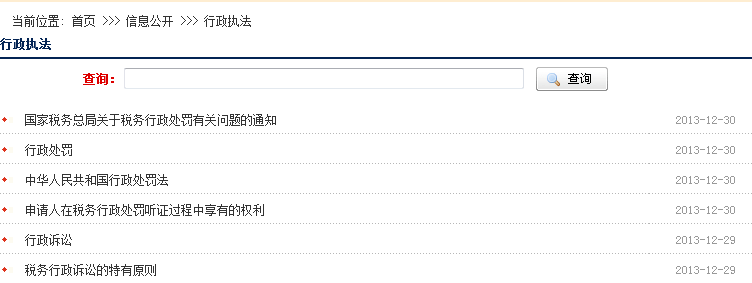 当前位置: 首页 >>> 信息公开 >>> 行政执法
行政执法
查询： 查询
国家税务总局关于税务行政处罚有关问题的通知 2013-12-30
行政处罚 2013-12-30
中华人民共和国行政处罚法 2013-12-30
申请人在税务行政处罚听证过程中享有的权利 2013-12-30
行政诉讼 2013-12-29
税务行政诉讼的特有原则 2013-12-29